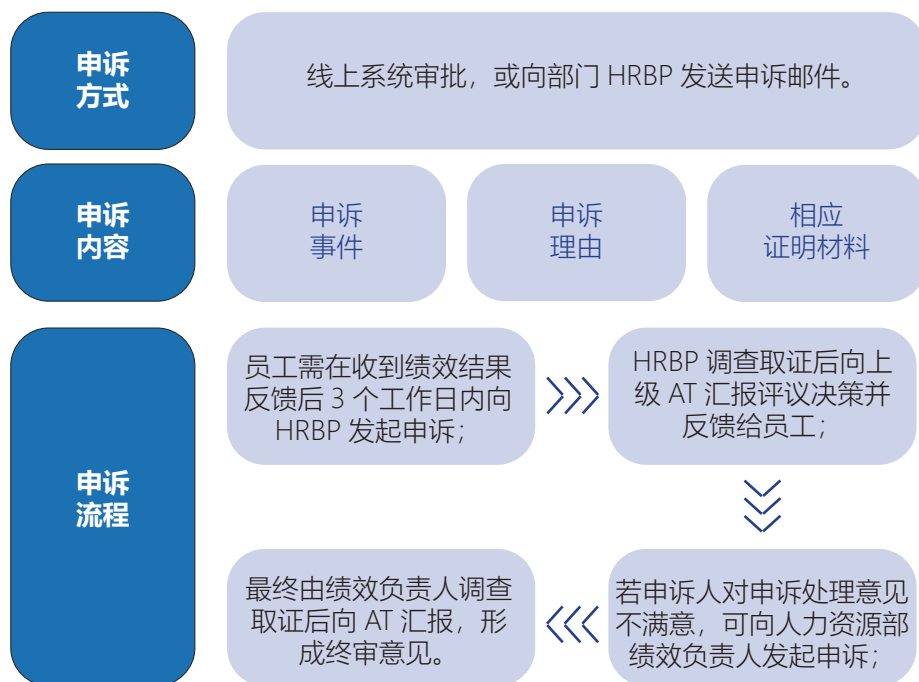 申诉
方式
线上系统审批，或向部门 HRBP 发送申诉邮件。
申诉
内容
申诉
事件
申诉
理由
相应
证明材料
申诉
流程
员工需在收到绩效结果
反馈后 3 个工作日内向
HRBP 发起申诉；
HRBP 调查取证后向上
级 AT 汇报评议决策并
反馈给员工；
若申诉人对申诉处理意见
不满意，可向人力资源部
绩效负责人发起申诉；
最终由绩效负责人调查
取证后向 AT 汇报，形
成终审意见。